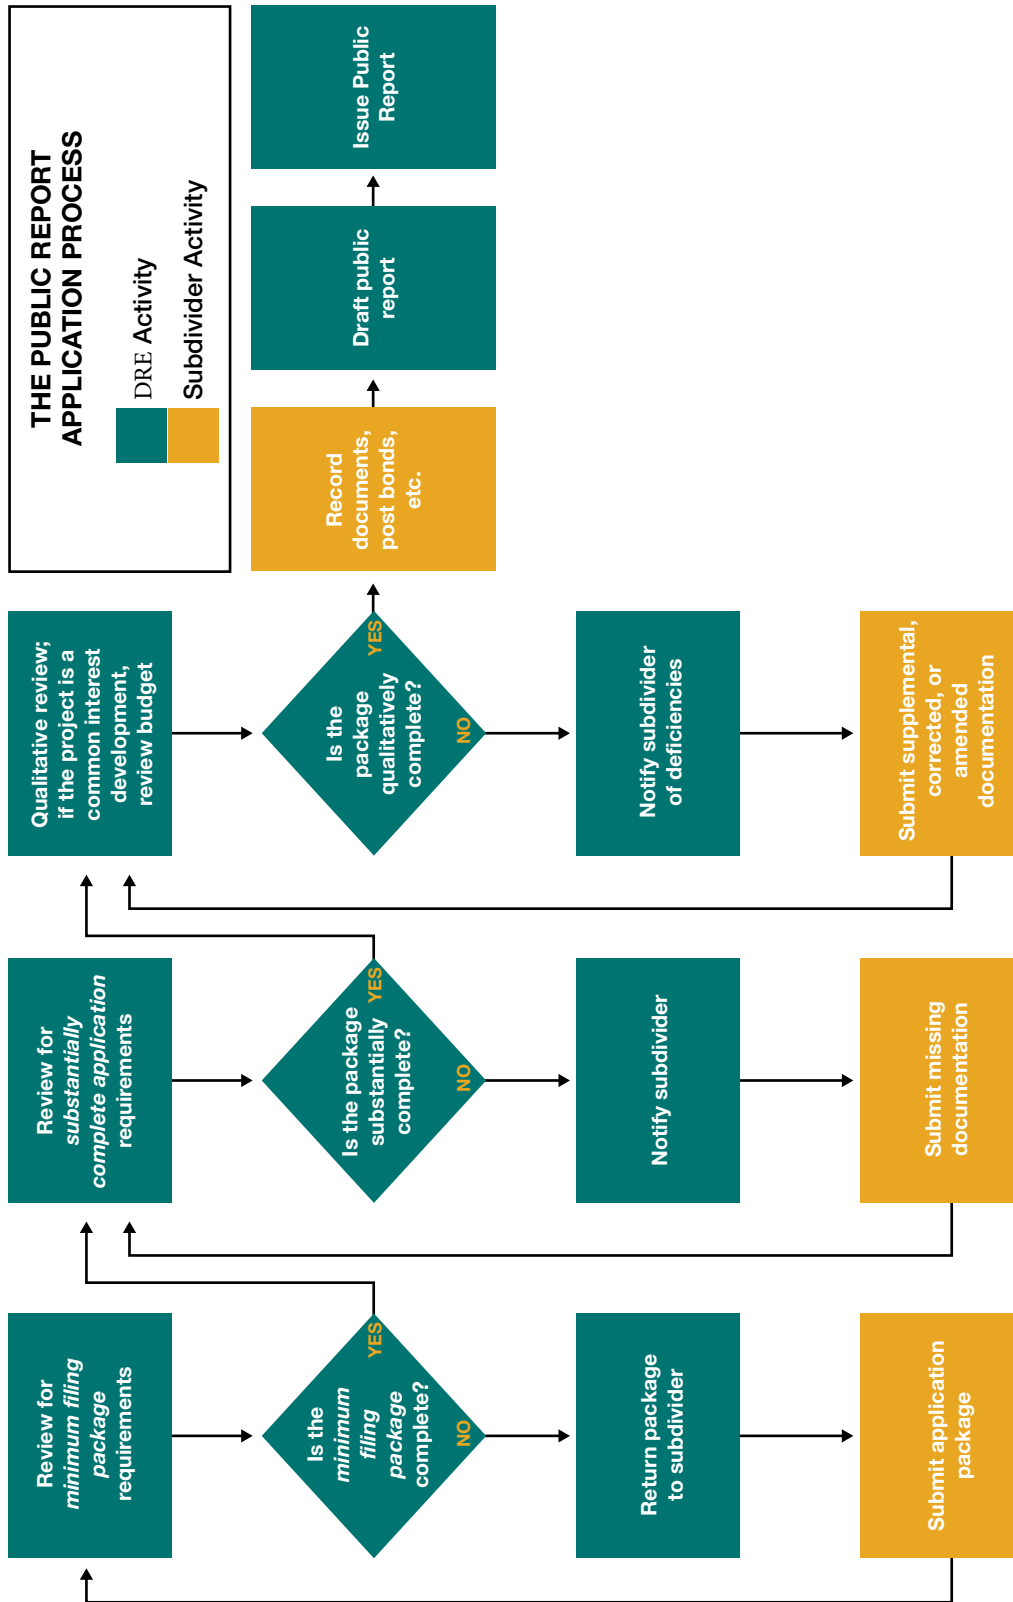 THE PUBLIC REPORT
APPLICATION PROCESS
DRE Activity
Subdivider Activity
Review for
minimum filing
package
requirements
Is the
minimum
filing
package
complete?
YES
NO
Return package
to subdivider
Submit application
package
Review for
substantially
complete application
requirements
Is the package
substantially
complete?
YES
NO
Notify subdivider
Submit missing
documentation
Qualitative review;
if the project is a
common interest
development,
review budget
Is the
package
qualitatively
complete?
YES
NO
Notify subdivider
of deficiencies
Submit supplemental,
corrected, or
amended
documentation
Record
documents,
post bonds,
etc.
Draft public
report
Issue Public
Report